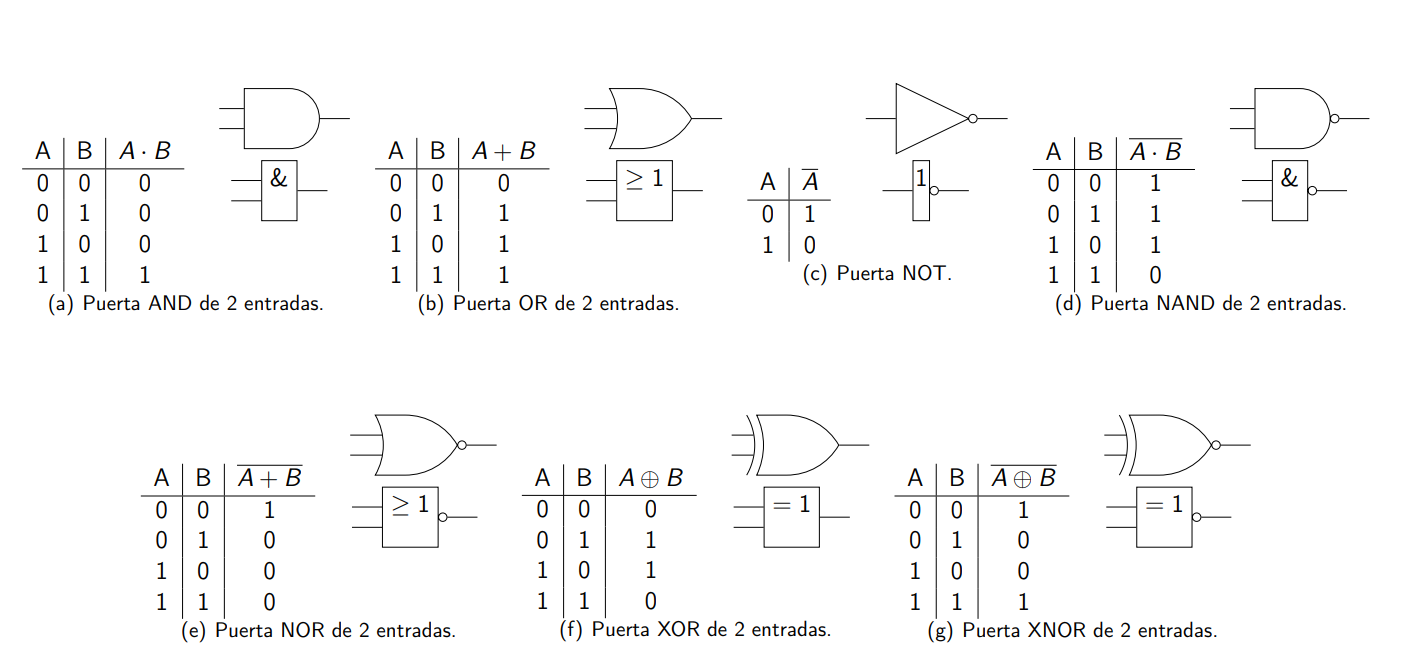 A B A · B
0 0 0
0 1 0
1 0 0
1 1 1
&
(a) Puerta AND de 2 entradas.
A B A + B
0 0 0
0 1 1
1 0 1
1 1 1
≥ 1
(b) Puerta OR de 2 entradas.
A A̅
0 1
1 0
1
(c) Puerta NOT.
A B A̅ ̅·̅ ̅B̅
0 0 1
0 1 1
1 0 1
1 1 0
&
(d) Puerta NAND de 2 entradas.
A B A̅ ̅+̅ ̅B̅
0 0 1
0 1 0
1 0 0
1 1 0
≥ 1
(e) Puerta NOR de 2 entradas.
A B A ⊕ B
0 0 0
0 1 1
1 0 1
1 1 0
= 1
(f) Puerta XOR de 2 entradas.
A B A̅ ̅⊕̅ ̅B̅
0 0 1
0 1 0
1 0 0
1 1 1
= 1
(g) Puerta XNOR de 2 entradas.